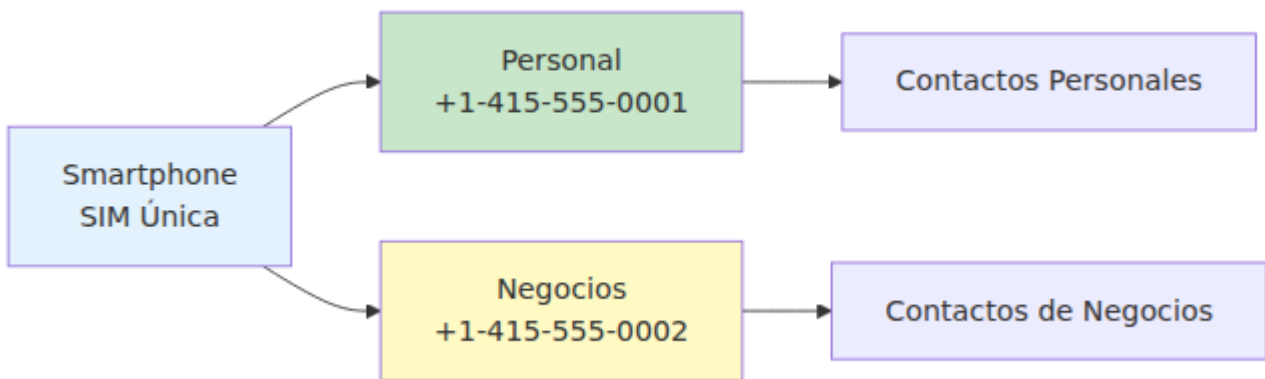 Smartphone
SIM Única
Personal
+1-415-555-0001
Contactos Personales
Negocios
+1-415-555-0002
Contactos de Negocios